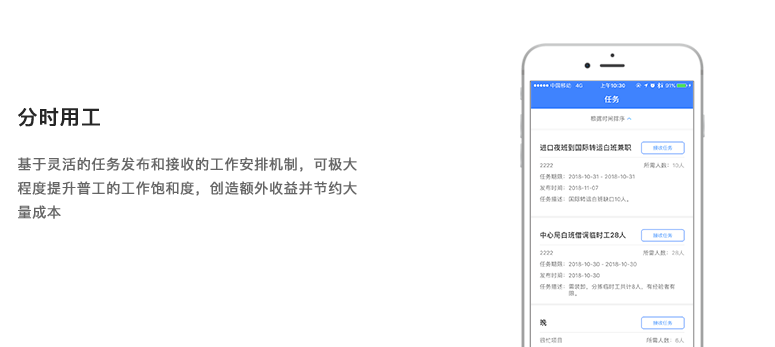 分时用工
基于灵活的任务发布和接收的工作安排机制，可极大
程度提升普工的工作饱和度，创造额外收益并节约大
量成本
中国移动 4G 上午10:30 91%
任务
根据时间排序
进口夜班到国际转运白班兼职 接收任务
2222 所需人数：10人
任务期限：2018-10-31 - 2018-10-31
发布时间：2018-11-07
任务描述：国际转运白班缺口10人。
中心局白班借调临时工28人 接收任务
2222 所需人数：28人
任务期限：2018-10-30 - 2018-10-30
发布时间：2018-10-30
任务描述：需装卸、分拣临时工共计8人，有经验者有
限。
晚 接收任务
所需人数：6人